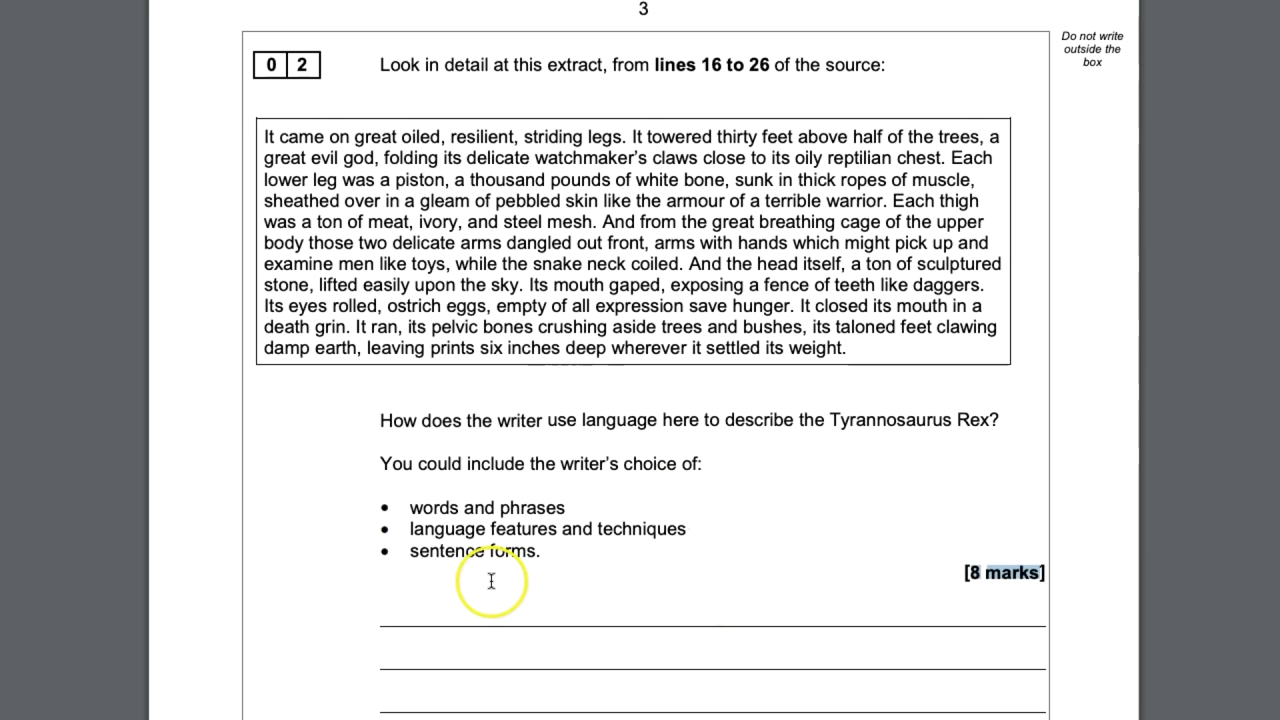 3
Do not write
outside the
box
0 2 Look in detail at this extract, from lines 16 to 26 of the source:
It came on great oiled, resilient, striding legs. It towered thirty feet above half of the trees, a
great evil god, folding its delicate watchmaker's claws close to its oily reptilian chest. Each
lower leg was a piston, a thousand pounds of white bone, sunk in thick ropes of muscle,
sheathed over in a gleam of pebbled skin like the armour of a terrible warrior. Each thigh
was a ton of meat, ivory, and steel mesh. And from the great breathing cage of the upper
body those two delicate arms dangled out front, arms with hands which might pick up and
examine men like toys, while the snake neck coiled. And the head itself, a ton of sculptured
stone, lifted easily upon the sky. Its mouth gaped, exposing a fence of teeth like daggers.
Its eyes rolled, ostrich eggs, empty of all expression save hunger. It closed its mouth in a
death grin. It ran, its pelvic bones crushing aside trees and bushes, its taloned feet clawing
damp earth, leaving prints six inches deep wherever it settled its weight.
How does the writer use language here to describe the Tyrannosaurus Rex?
You could include the writer's choice of:
• words and phrases
• language features and techniques
• sentence forms.
[8 marks]